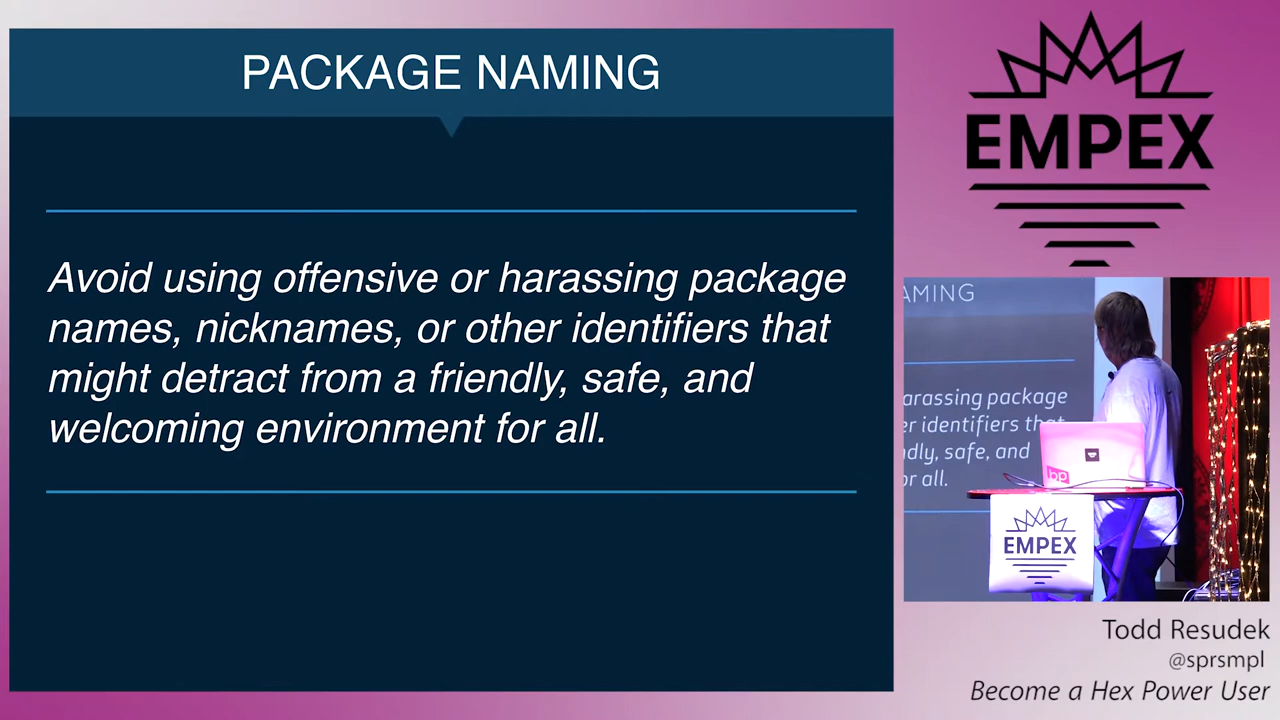 PACKAGE NAMING
Avoid using offensive or harassing package
names, nicknames, or other identifiers that
might detract from a friendly, safe, and
welcoming environment for all.
EMPEX
AMING
arassing package
er identifiers that
ndly, safe, and
or all.
bp
EMPEX
Todd Resudek
@sprsmpl
Become a Hex Power User